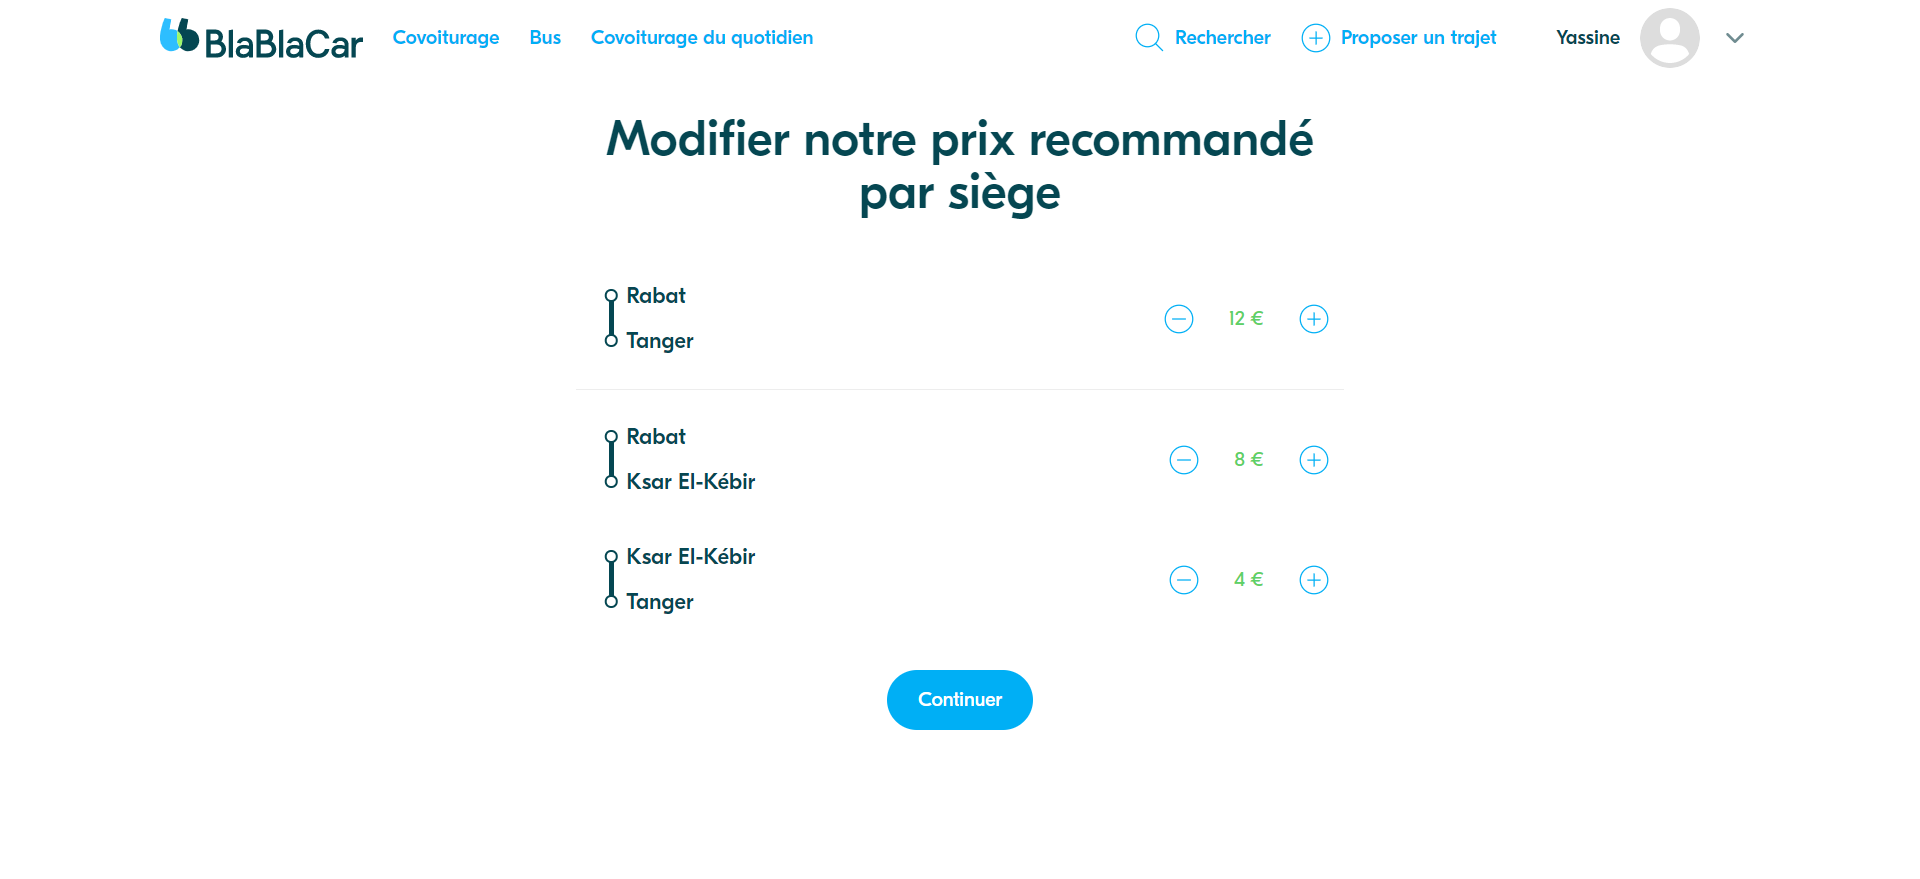 BlaBlaCar Covoiturage Bus Covoiturage du quotidien Rechercher Proposer un trajet Yassine
Modifier notre prix recommandé
par siège
Rabat
Tanger
12 €
Rabat
Ksar El-Kébir
8 €
Ksar El-Kébir
Tanger
4 €
Continuer